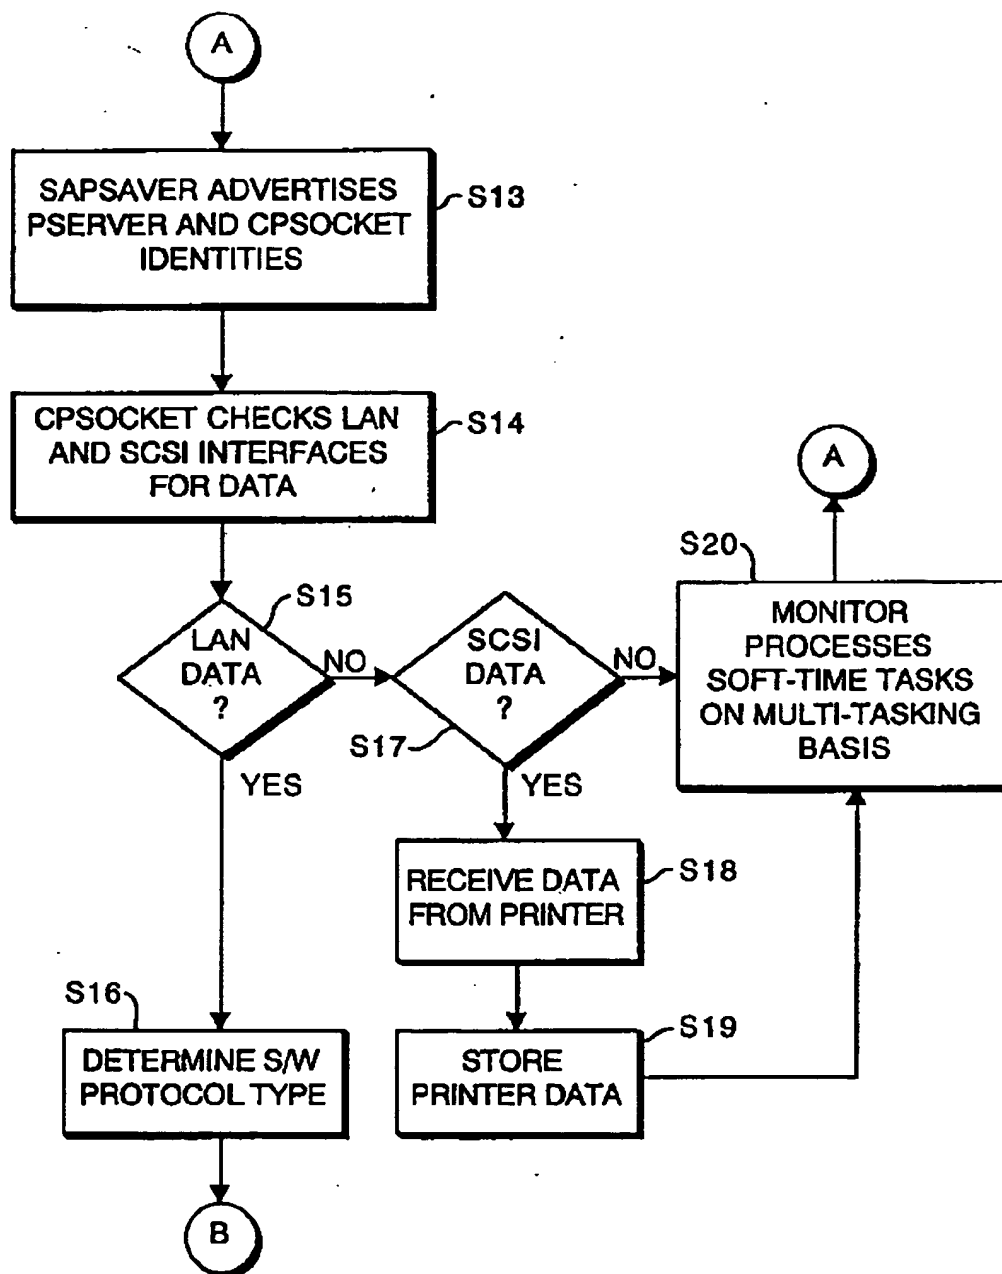 A
SAPSAVER ADVERTISES
PSERVER AND CPSOCKET
IDENTITIES
S13
CPSOCKET CHECKS LAN
AND SCSI INTERFACES
FOR DATA
S14
LAN
DATA
?
S15
NO
YES
SCSI
DATA
?
S17
NO
YES
A
S20
MONITOR
PROCESSES
SOFT-TIME TASKS
ON MULTI-TASKING
BASIS
RECEIVE DATA
FROM PRINTER
S18
S16
DETERMINE S/W
PROTOCOL TYPE
STORE
PRINTER DATA
S19
B